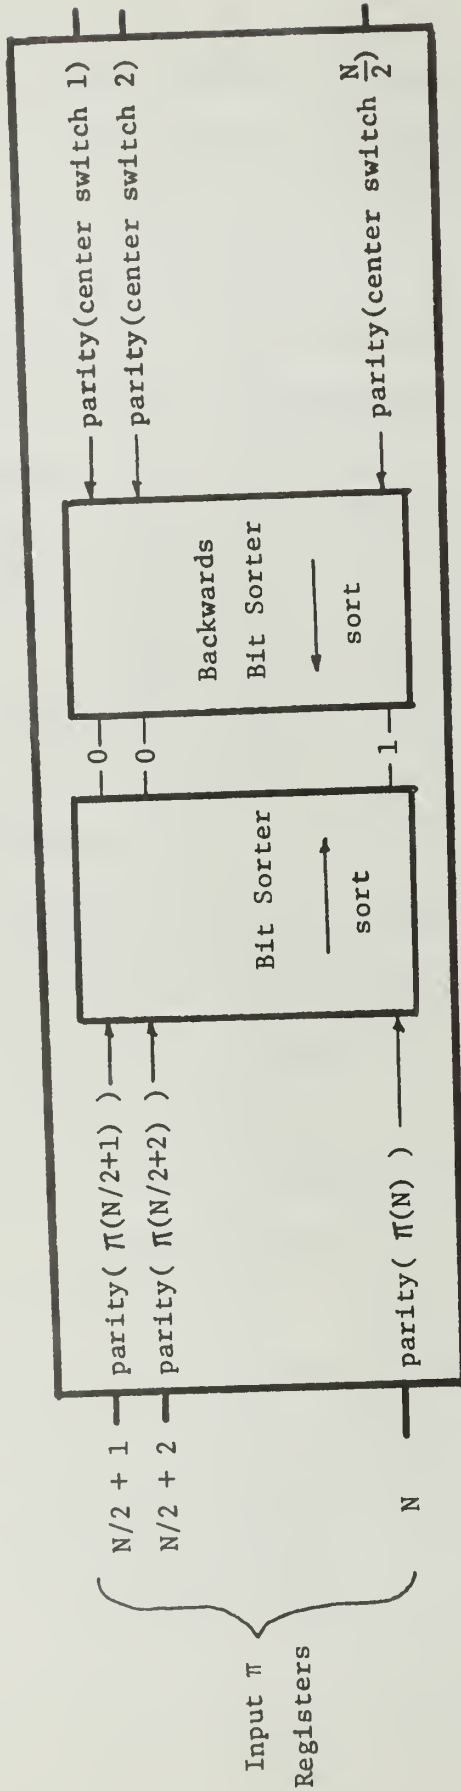 Input π
Registers
N/2 + 1
N/2 + 2
N
parity( π(N/2+1) )
parity( π(N/2+2) )
parity( π(N) )
Bit Sorter
sort
0
0
1
Backwards
Bit Sorter
sort
parity(center switch 1)
parity(center switch 2)
parity(center switch N/2)